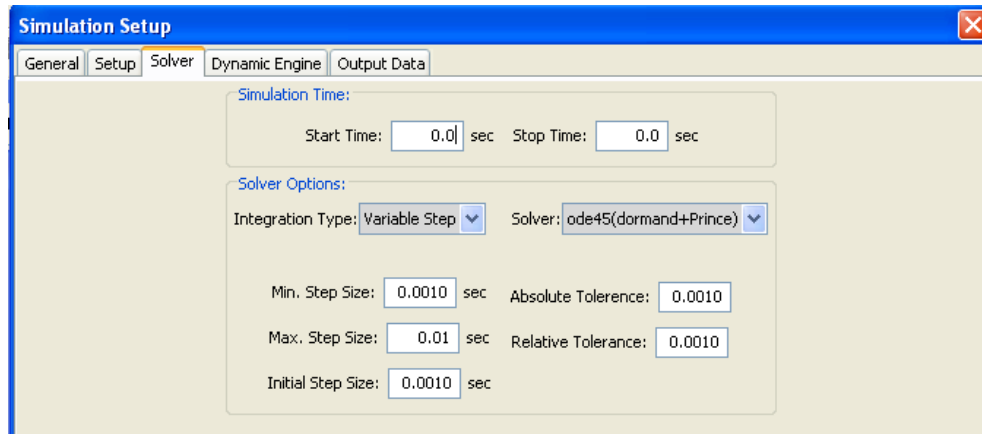 Simulation Setup
General Setup Solver Dynamic Engine Output Data
Simulation Time:
Start Time: 0.0 sec Stop Time: 0.0 sec
Solver Options:
Integration Type: Variable Step Solver: ode45(dormand+Prince)
Min. Step Size: 0.0010 sec Absolute Tolerence: 0.0010
Max. Step Size: 0.01 sec Relative Tolerance: 0.0010
Initial Step Size: 0.0010 sec